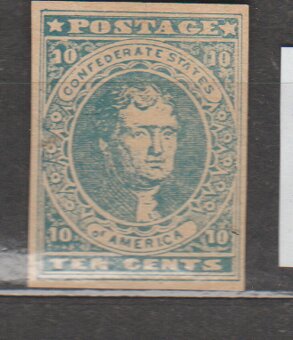 ★POSTAGE★
10 10
CONFEDERATE STATES
of AMERICA
10 10
TEN CENTS